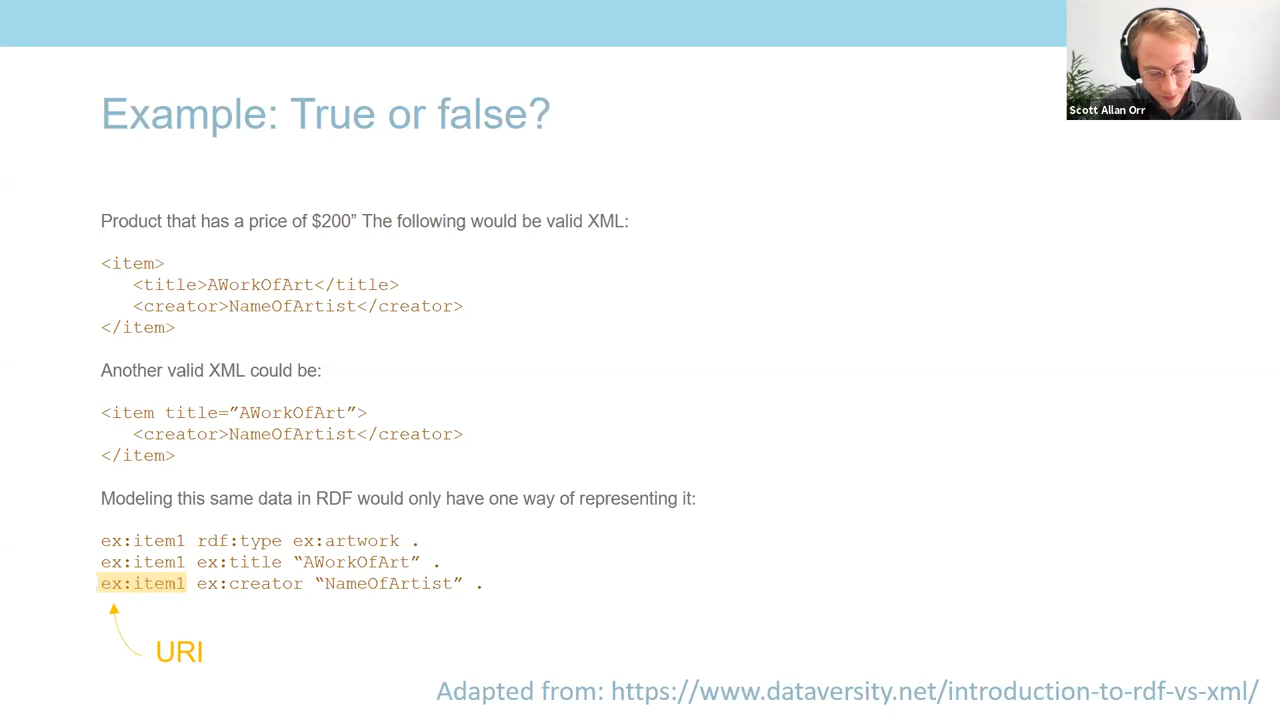 Scott Allan Orr
Example: True or false?
Product that has a price of $200” The following would be valid XML:
<item>
<title>AWorkOfArt</title>
<creator>NameOfArtist</creator>
</item>
Another valid XML could be:
<item title=”AWorkOfArt”>
<creator>NameOfArtist</creator>
</item>
Modeling this same data in RDF would only have one way of representing it:
ex:item1 rdf:type ex:artwork .
ex:item1 ex:title “AWorkOfArt” .
ex:item1 ex:creator “NameOfArtist” .
URI
Adapted from: https://www.dataversity.net/introduction-to-rdf-vs-xml/